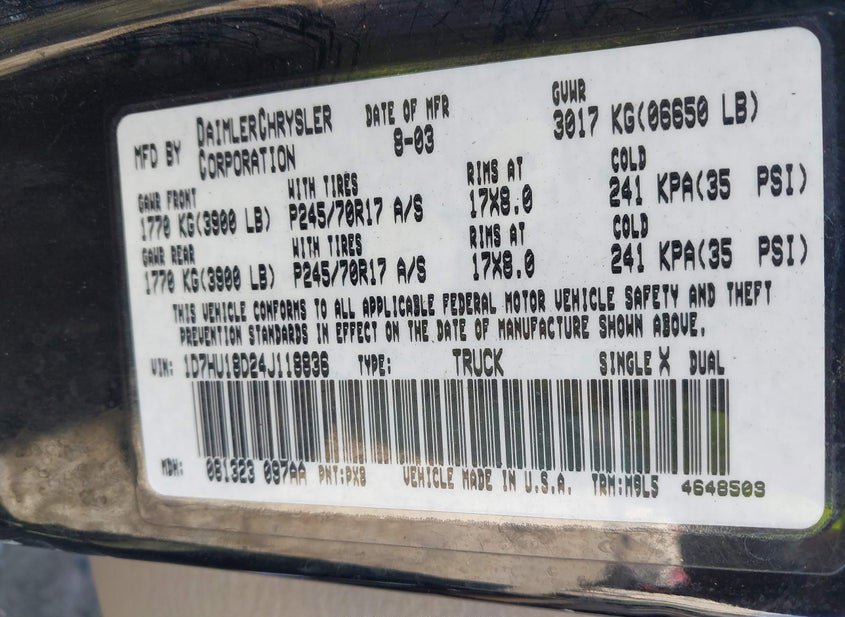 MFD BY DAIMLERCHRYSLER CORPORATION
DATE OF MFR 8-03
GVWR 3017 KG(06650 LB)
GAWR FRONT WITH TIRES RIMS AT COLD
1770 KG(3900 LB) P245/70R17 A/S 17X8.0 241 KPA(35 PSI)
GAWR REAR WITH TIRES RIMS AT COLD
1770 KG(3900 LB) P245/70R17 A/S 17X8.0 241 KPA(35 PSI)
THIS VEHICLE CONFORMS TO ALL APPLICABLE FEDERAL MOTOR VEHICLE SAFETY AND THEFT
PREVENTION STANDARDS IN EFFECT ON THE DATE OF MANUFACTURE SHOWN ABOVE.
VIN: 1D7HU18D24J118836 TYPE: TRUCK SINGLE X DUAL
MDH: 081323 097AA PNT:PX8 VEHICLE MADE IN U.S.A. TRM:M9L5 4648503